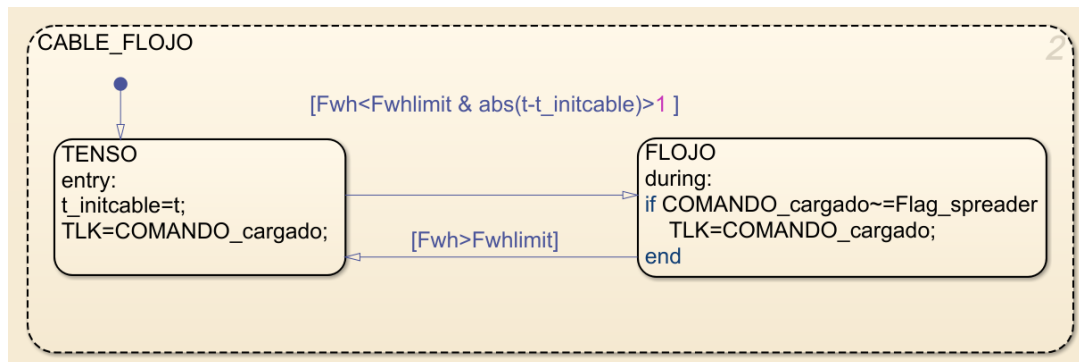 CABLE_FLOJO
2
[Fwh<Fwhlimit & abs(t-t_initcable)>1 ]
TENSO
entry:
t_initcable=t;
TLK=COMANDO_cargado;
FLOJO
during:
if COMANDO_cargado~=Flag_spreader
TLK=COMANDO_cargado;
end
[Fwh>Fwhlimit]